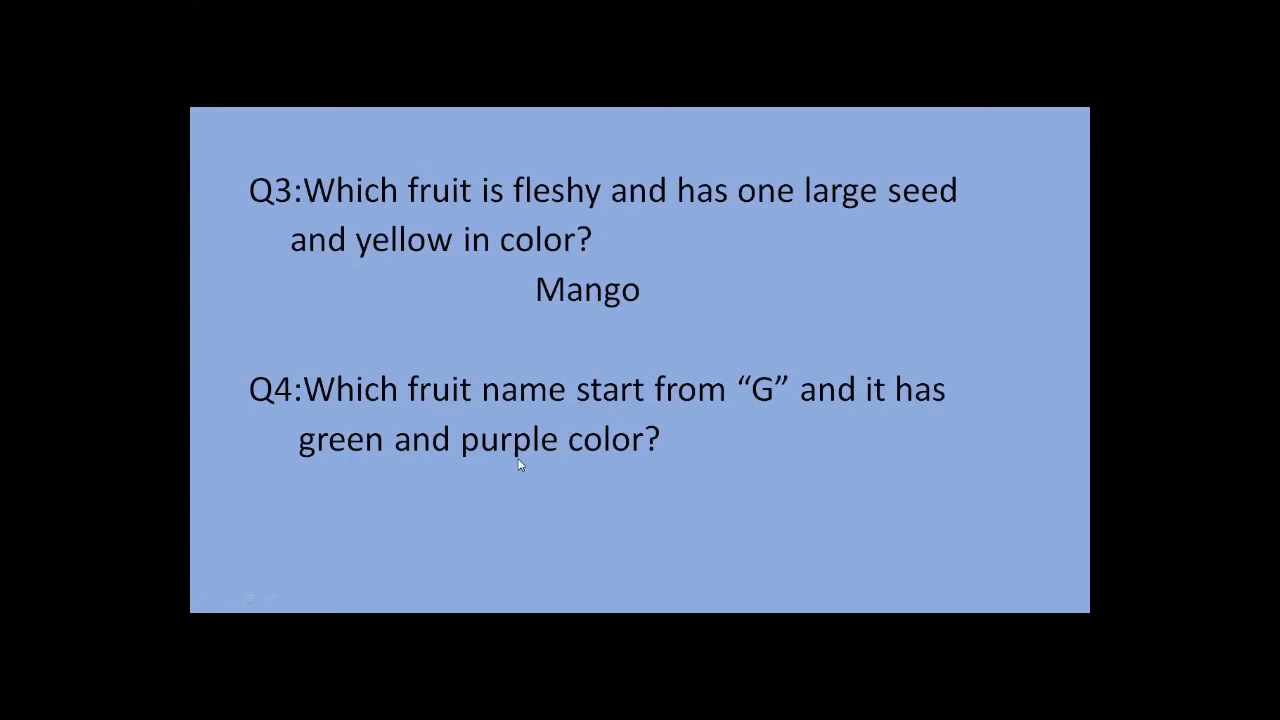 Q3:Which fruit is fleshy and has one large seed
and yellow in color?
Mango
Q4:Which fruit name start from “G” and it has
green and purple color?